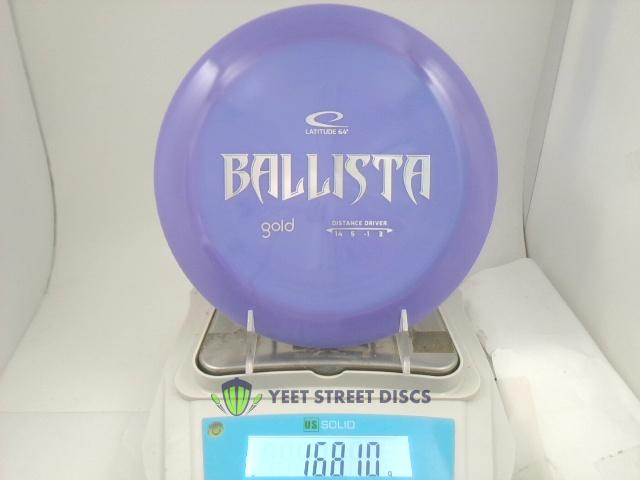 LATITUDE 64°
BALLISTA
gold
DISTANCE DRIVER
14 5 -1 3
YEET STREET DISCS
US SOLID
168.10 g